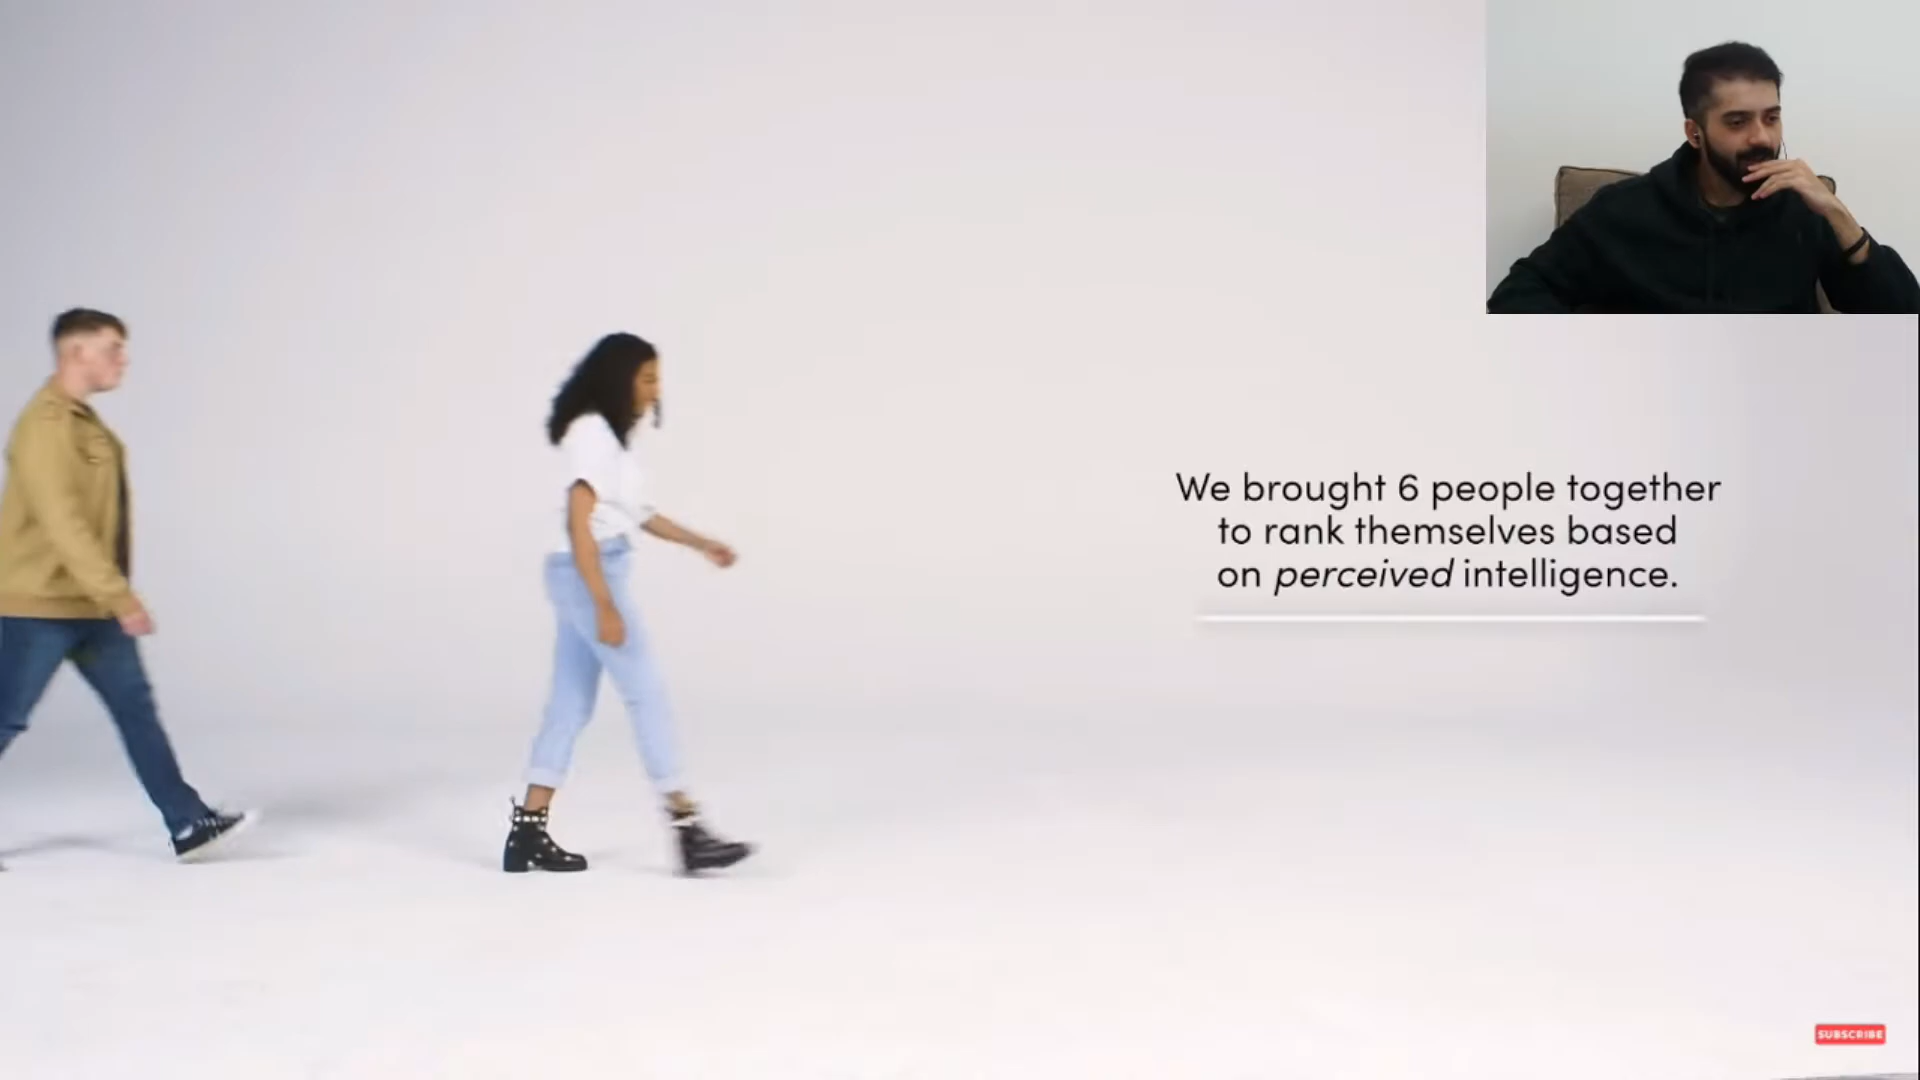 We brought 6 people together
to rank themselves based
on perceived intelligence.
SUBSCRIBE